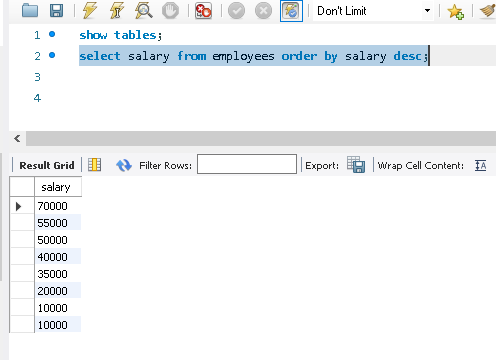 Don't Limit
1 show tables;
2 select salary from employees order by salary desc;
3
4
Result Grid Filter Rows: Export: Wrap Cell Content:
salary
70000
55000
50000
40000
35000
20000
10000
10000